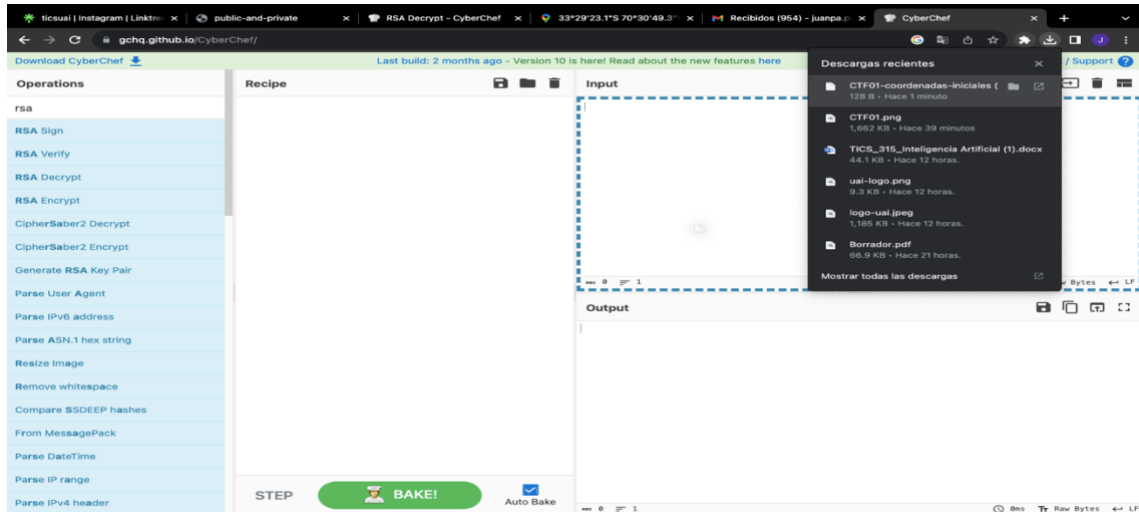 ticsuai | Instagram | Linktre
public-and-private
RSA Decrypt - CyberChef
33°29'23.1"S 70°30'49.3"
Recibidos (954) - juanpa.p
CyberChef
gchq.github.io/CyberChef/
Download CyberChef
Last build: 2 months ago - Version 10 is here! Read about the new features here
/ Support
Operations
Recipe
Input
rsa
RSA Sign
RSA Verify
RSA Decrypt
RSA Encrypt
CipherSaber2 Decrypt
CipherSaber2 Encrypt
Generate RSA Key Pair
Parse User Agent
Parse IPv6 address
Parse ASN.1 hex string
Resize Image
Remove whitespace
Compare SSDEEP hashes
From MessagePack
Parse DateTime
Parse IP range
Parse IPv4 header
STEP
BAKE!
Auto Bake
Descargas recientes
CTF01-coordenadas-iniciales (
128 B • Hace 1 minuto
CTF01.png
1,662 KB • Hace 39 minutos
TICS_315_Inteligencia Artificial (1).docx
44.1 KB • Hace 12 horas.
uai-logo.png
9.3 KB • Hace 12 horas.
logo-uai.jpeg
1,185 KB • Hace 12 horas.
Borrador.pdf
66.9 KB • Hace 21 horas.
Mostrar todas las descargas
0 1
Bytes LF
Output
0 1
0ms Raw Bytes LF